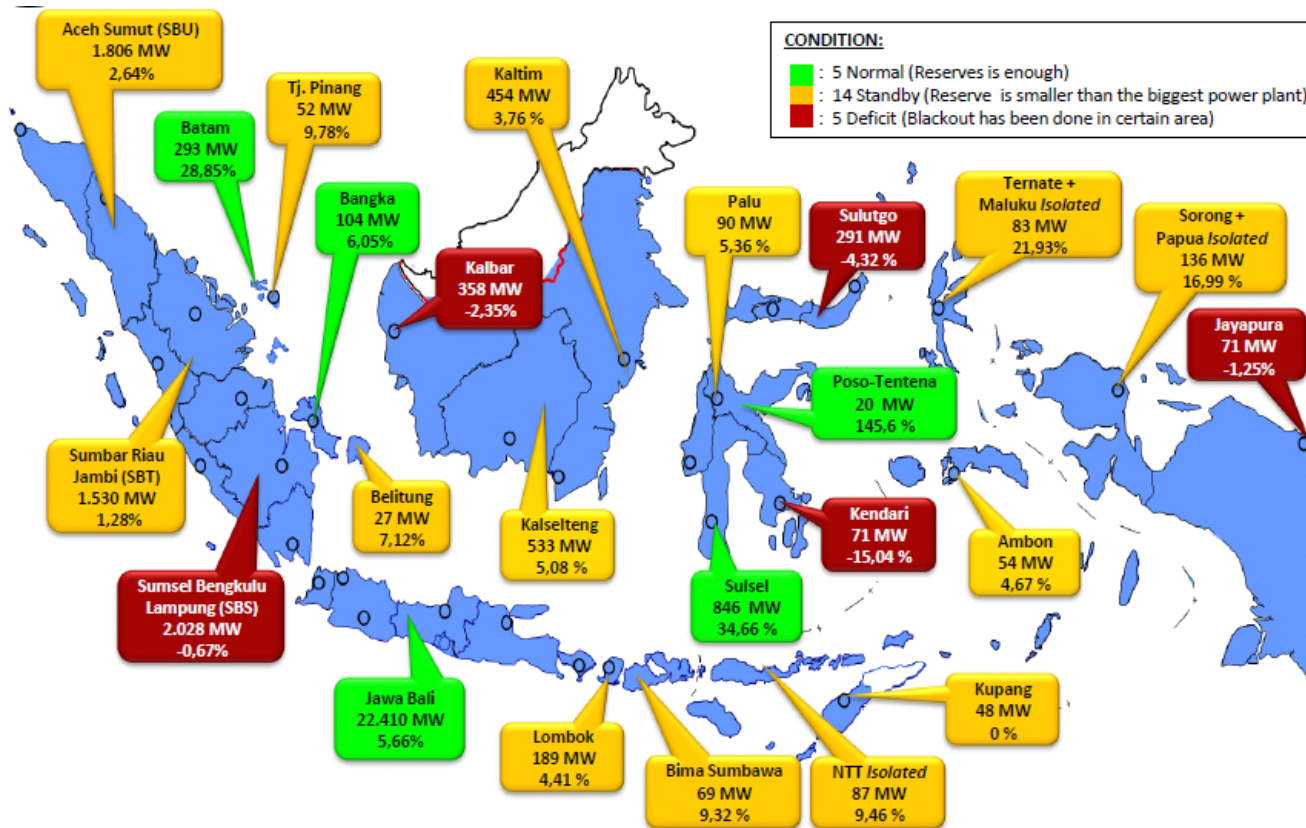 Aceh Sumut (SBU)
1.806 MW
2,64%
Tj. Pinang
52 MW
9,78%
Batam
293 MW
28,85%
Bangka
104 MW
6,05%
Kaltim
454 MW
3,76 %
Kalbar
358 MW
-2,35%
CONDITION:
: 5 Normal (Reserves is enough)
: 14 Standby (Reserve is smaller than the biggest power plant)
: 5 Deficit (Blackout has been done in certain area)
Palu
90 MW
5,36 %
Sulutgo
291 MW
-4,32 %
Ternate +
Maluku Isolated
83 MW
21,93%
Sorong +
Papua Isolated
136 MW
16,99 %
Jayapura
71 MW
-1,25%
Poso-Tentena
20 MW
145,6 %
Sumbar Riau
Jambi (SBT)
1.530 MW
1,28%
Belitung
27 MW
7,12%
Kalselteng
533 MW
5,08 %
Kendari
71 MW
-15,04 %
Ambon
54 MW
4,67 %
Sumsel Bengkulu
Lampung (SBS)
2.028 MW
-0,67%
Sulsel
846 MW
34,66 %
Jawa Bali
22.410 MW
5,66%
Lombok
189 MW
4,41 %
Bima Sumbawa
69 MW
9,32 %
NTT Isolated
87 MW
9,46 %
Kupang
48 MW
0 %